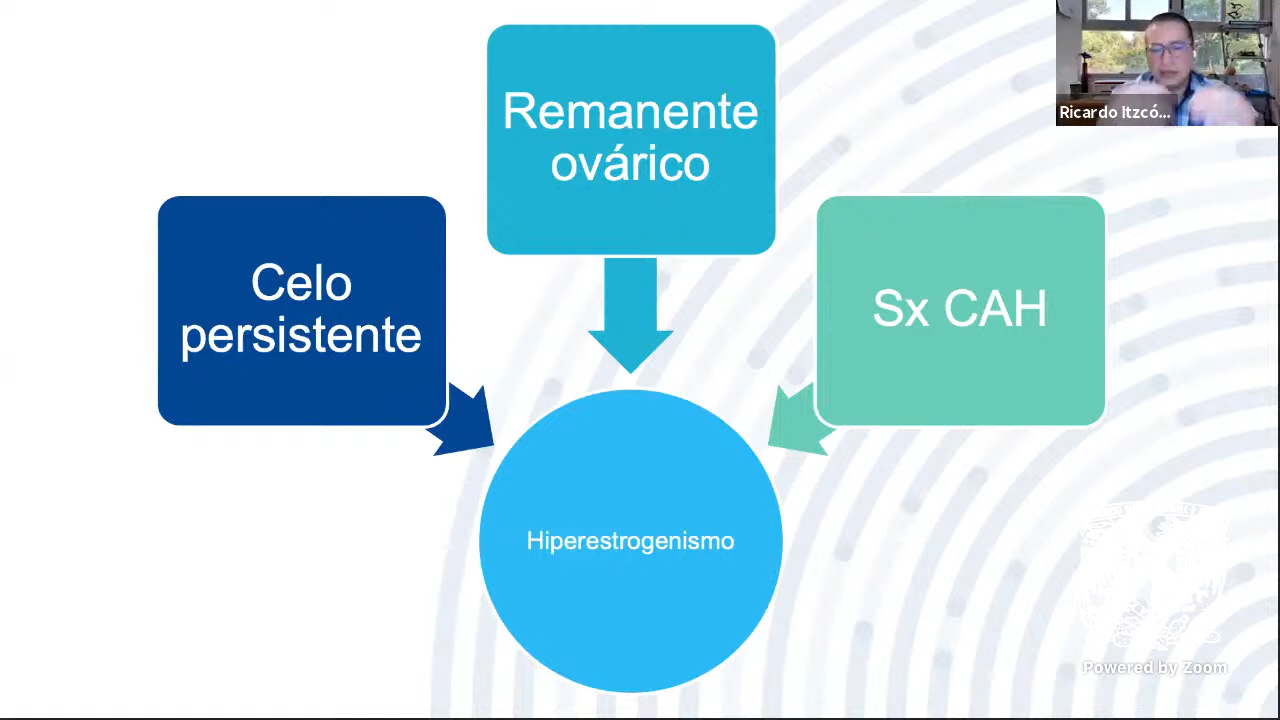 Remanente
ovárico
Ricardo Itzcó...
Celo
persistente
Sx CAH
Hiperestrogenismo
Powered by Zoom